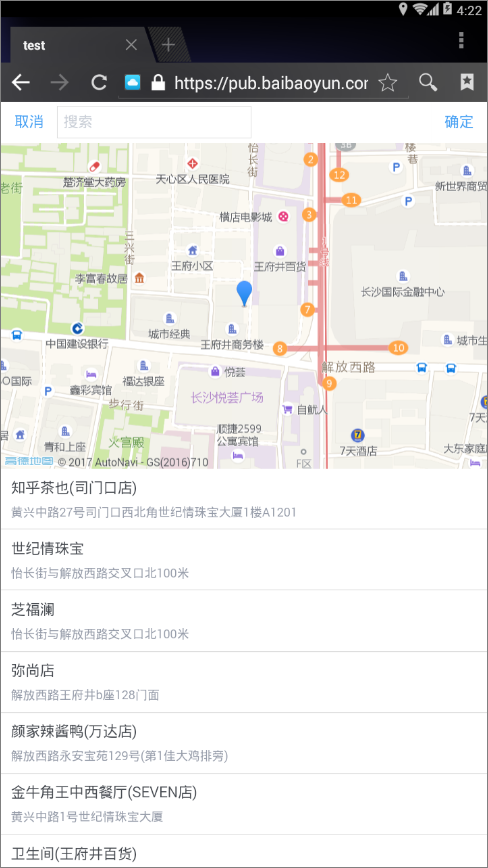 4:22
test
https://pub.baibaoyun.con
取消
搜索
确定
老街
楚济堂大药房
天心区人民医院
怡长街
2
36
12
楼巷
P
新世界商贸
11
P
三兴街
横店电影城
3
王府小区
王府井百货
李富春故居
长沙国际金融中心
7
城市经典
中国建设银行
王府井商务楼
8
10
城市生
解放西路
O国际
福达银座
悦荟
9
P
鑫彩宾馆
步行街
长沙悦荟广场
自航人
顺捷2599
公寓宾馆
7天
青和上座
火宫殿
7天酒店
F区
大东家庭
高德地图 © 2017 AutoNavi - GS(2016)710
知乎茶也(司门口店)
黄兴中路27号司门口西北角世纪情珠宝大厦1楼A1201
世纪情珠宝
怡长街与解放西路交叉口北100米
芝福澜
怡长街与解放西路交叉口北100米
弥尚店
解放西路王府井b座128门面
颜家辣酱鸭(万达店)
解放西路永安宝苑129号(第1佳大鸡排旁)
金牛角王中西餐厅(SEVEN店)
黄兴中路1号世纪情珠宝大厦
卫生间(王府井百货)